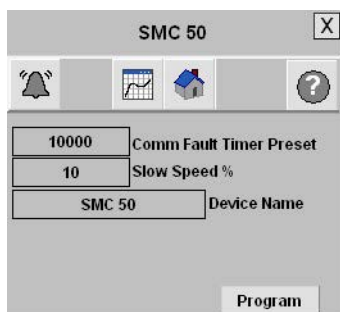 SMC 50 X
?
10000 Comm Fault Timer Preset
10 Slow Speed %
SMC 50 Device Name
Program